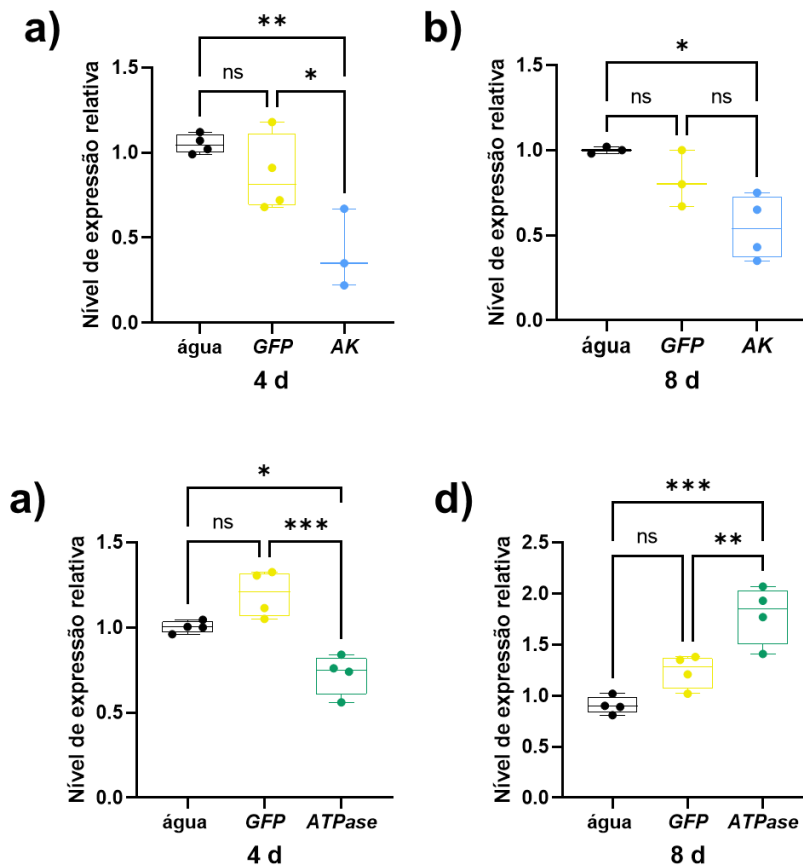 a)
**
ns
*
Nível de expressão relativa
1.5
1.0
0.5
0.0
água
GFP
AK
4 d
b)
*
ns
ns
Nível de expressão relativa
1.5
1.0
0.5
0.0
água
GFP
AK
8 d
a)
*
ns
***
Nível de expressão relativa
1.5
1.0
0.5
0.0
água
GFP
ATPase
4 d
d)
***
ns
**
Nível de expressão relativa
2.5
2.0
1.5
1.0
0.5
0.0
água
GFP
ATPase
8 d